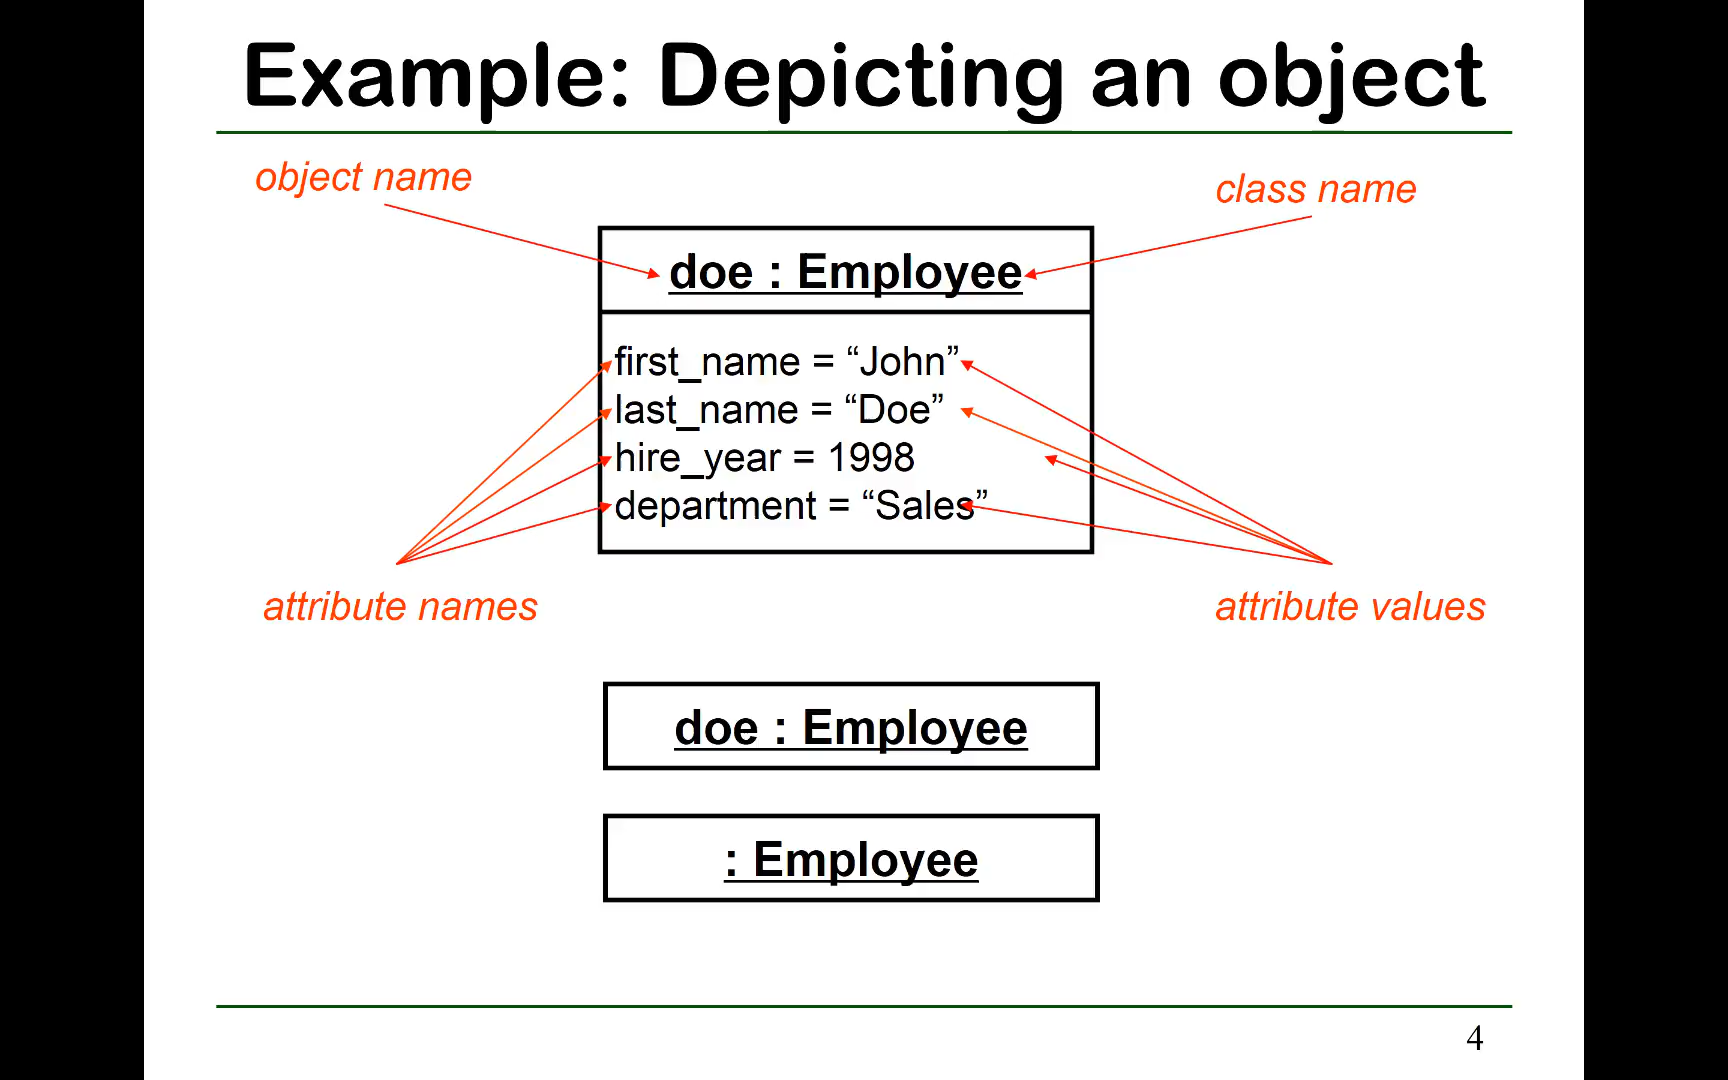 Example: Depicting an object
object name
class name
doe : Employee
first_name = “John”
last_name = “Doe”
hire_year = 1998
department = “Sales”
attribute names
attribute values
doe : Employee
: Employee
4